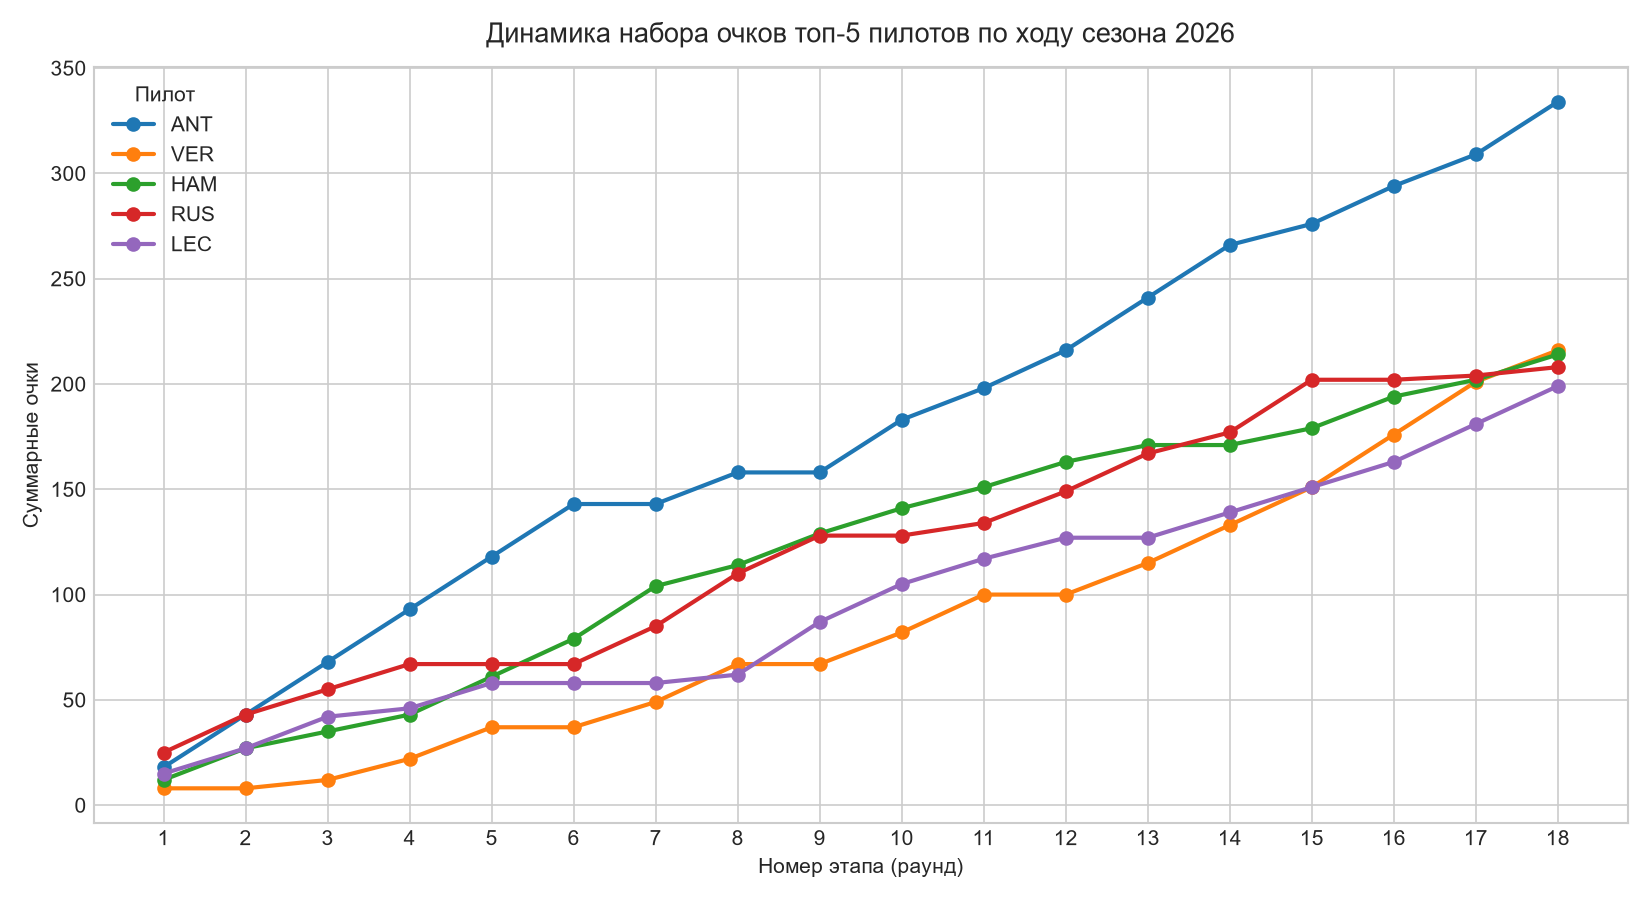 Динамика набора очков топ-5 пилотов по ходу сезона 2026
Суммарные очки
350
300
250
200
150
100
50
0
Пилот
ANT
VER
HAM
RUS
LEC
1 2 3 4 5 6 7 8 9 10 11 12 13 14 15 16 17 18
Номер этапа (раунд)